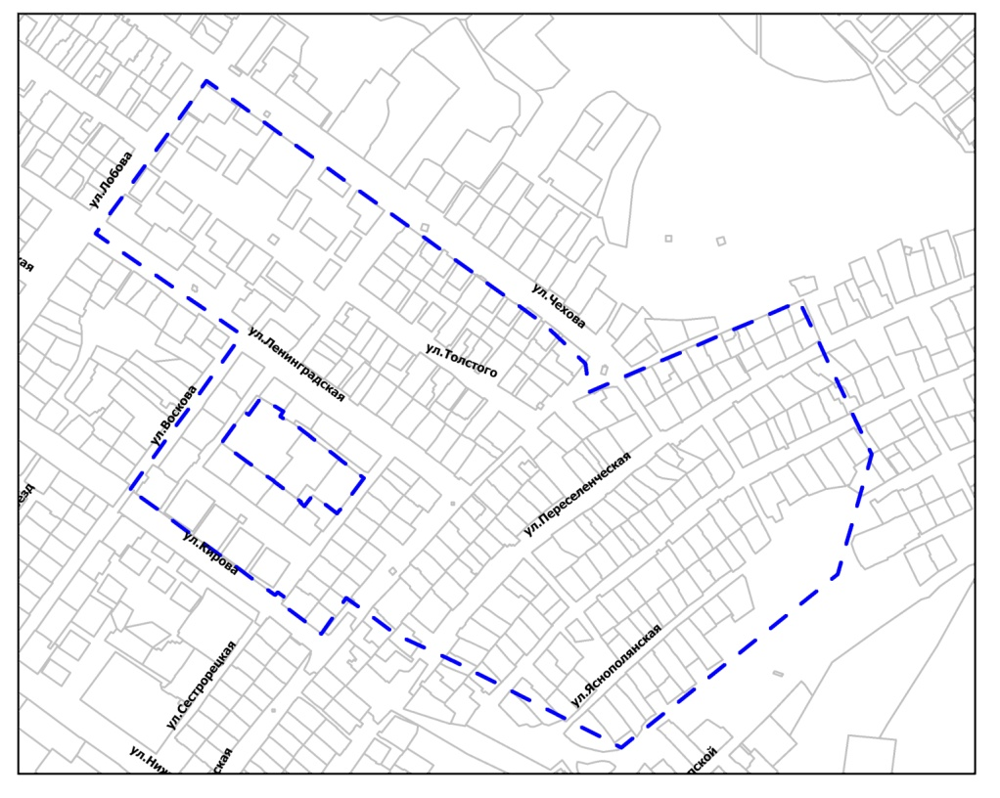 ул.Лобова
ул.Чехова
ул.Ленинградская
ул.Толстого
ул.Воскова
ул.Переселенческая
ул.Кирова
ул.Яснополянская
ул.Сестрорецкая